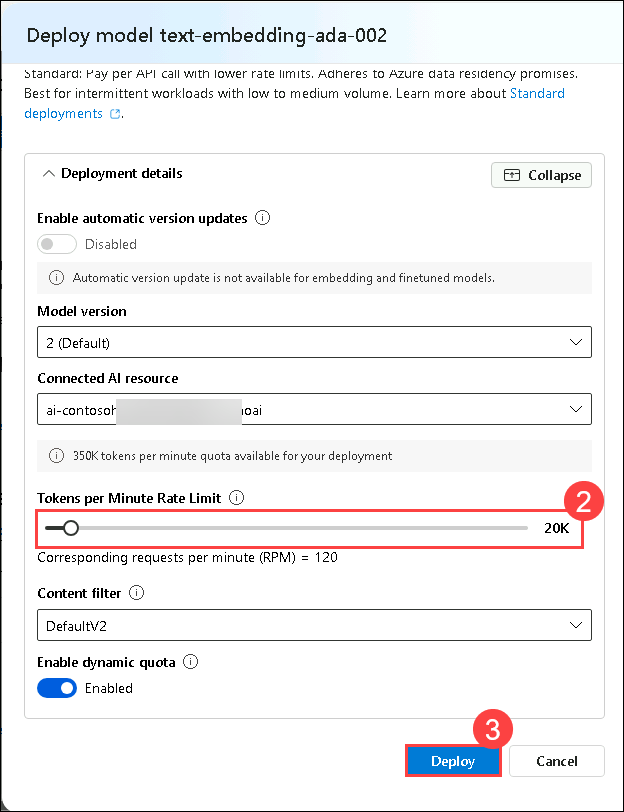 Deploy model text-embedding-ada-002
Standard: Pay per API call with lower rate limits. Adheres to Azure data residency promises.
Best for intermittent workloads with low to medium volume. Learn more about Standard
deployments.
Deployment details
Collapse
Enable automatic version updates
Disabled
Automatic version update is not available for embedding and finetuned models.
Model version
2 (Default)
Connected AI resource
ai-contosoh oai
350K tokens per minute quota available for your deployment
Tokens per Minute Rate Limit
2
20K
Corresponding requests per minute (RPM) = 120
Content filter
DefaultV2
Enable dynamic quota
Enabled
3
Deploy
Cancel